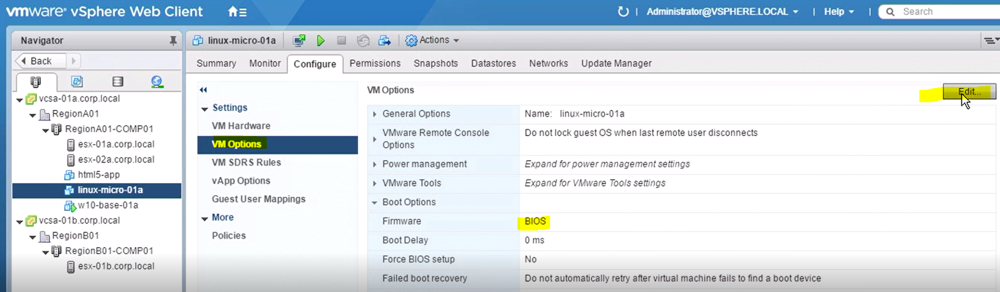 vmware® vSphere Web Client
Administrator@VSPHERE.LOCAL
Help
Search
Navigator
Back
vcsa-01a.corp.local
RegionA01
RegionA01-COMP01
esx-01a.corp.local
esx-02a.corp.local
html5-app
linux-micro-01a
w10-base-01a
vcsa-01b.corp.local
RegionB01
RegionB01-COMP01
esx-01b.corp.local
linux-micro-01a
Actions
Summary Monitor Configure Permissions Snapshots Datastores Networks Update Manager
Settings
VM Hardware
VM Options
VM SDRS Rules
vApp Options
Guest User Mappings
More
Policies
VM Options
Edit...
General Options Name: linux-micro-01a
VMware Remote Console
Options
Do not lock guest OS when last remote user disconnects
Power management Expand for power management settings
VMware Tools Expand for VMware Tools settings
Boot Options
Firmware BIOS
Boot Delay 0 ms
Force BIOS setup No
Failed boot recovery Do not automatically retry after virtual machine fails to find a boot device